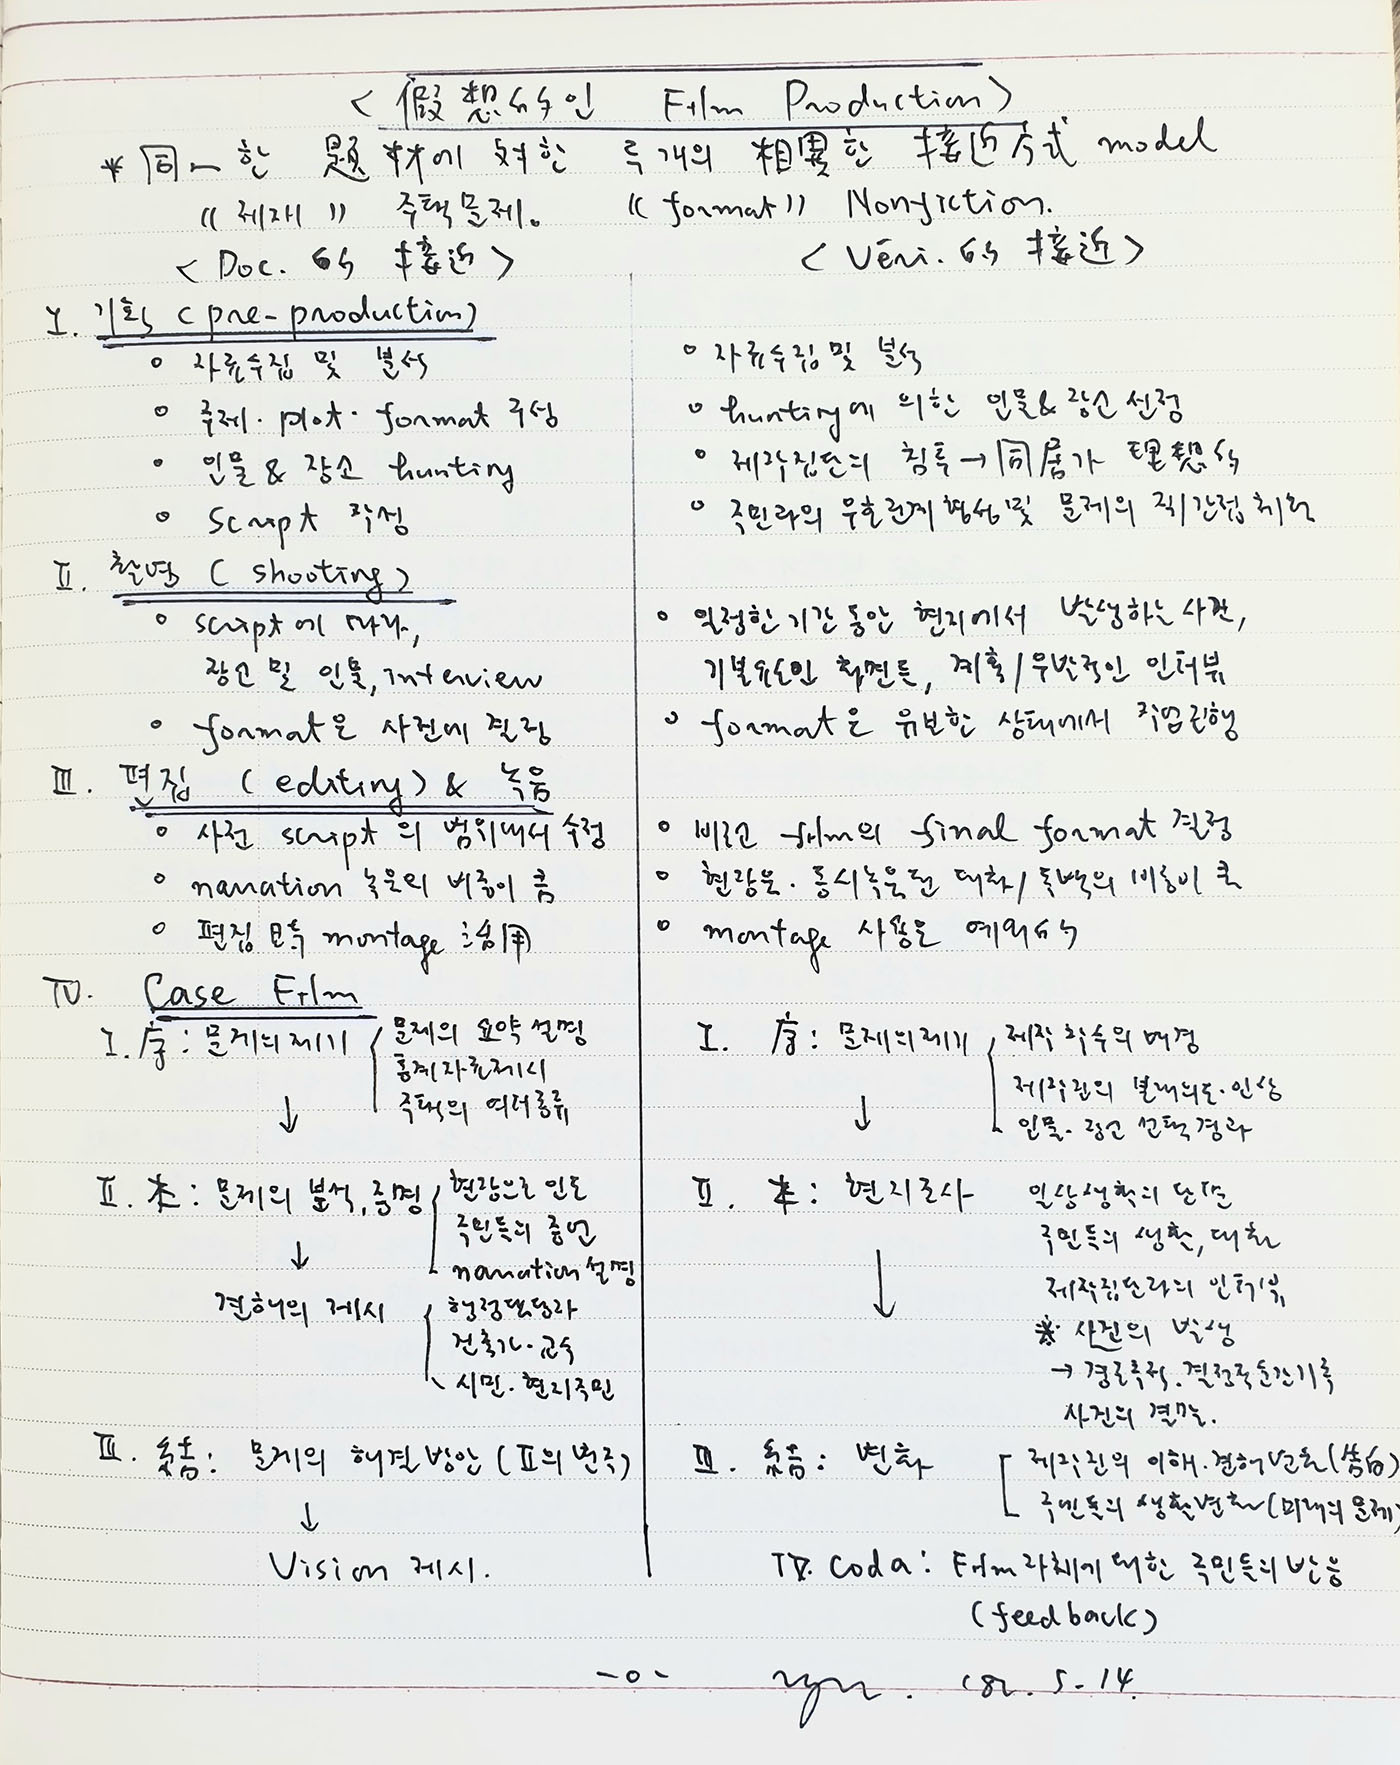 <假想的인 Film Production>
* 同一한 題材에 対한 두개의 相異한 接近方式 model
《제재》 주택문제。 《format》 Nonfiction.
<Doc. 的 接近>
<Véri. 的 接近>
I. 기획 (pre-production)
◦ 자료수집 및 분석
◦ 주제·plot·format 구성
◦ 인물 & 장소 hunting
◦ script 작성
◦ 자료수집 및 분석
◦ hunting에 의한 인물 & 장소 선정
◦ 제작집단의 침투 → 同居가 理想的
◦ 주민과의 우호관계형성 및 문제의 직/간접체험
II. 촬영 (shooting)
◦ script에 따라,
장소 및 인물, interview
◦ format은 사전에 결정
◦ 일정한 기간 동안 현지에서 발생하는 사건,
기본요소인 화면들, 계획/우발적인 인터뷰
◦ format은 유보한 상태에서 작업진행
III. 편집 (editing) & 녹음
◦ 사전 script의 범위내에서 수정
◦ narration 녹음의 비중이 큼
◦ 편집 montage 活用
◦ 비로소 film의 final format 결정
◦ 현장음·동시녹음된 대화/독백의 비중이 큼
◦ montage 사용은 예외的
IV. Case Film
I. 序: 문제의 제기
문제의 요약 설명
통계자료제시
주택의 여러종류
↓
II. 本: 문제의 분석, 증명
현장으로 인도
주민들의 증언
narration 설명
↓
견해의 제시
행정담당자
건축가·교수
시민·현지주민
III. 結: 문제의 해결방안 (II의 변주)
↓
Vision 제시.
I. 序: 문제의 제기
제작 착수의 배경
제작진의 본래의도·인상
인물·장소 선택경과
↓
II. 本: 현지조사
일상생활의 단면
주민들의 생활, 대화
제작집단과의 인터뷰
※ 사건의 발생
→ 경로추적·결정적순간기록
사건의 결말.
↓
III. 結: 변화
제작진의 이해·견해변화(告白)
주민들의 생활변화(미래의 문제)
IV. Coda: Film자체에 대한 주민들의 반응
(feedback)
-0-
'82. 5. 14.